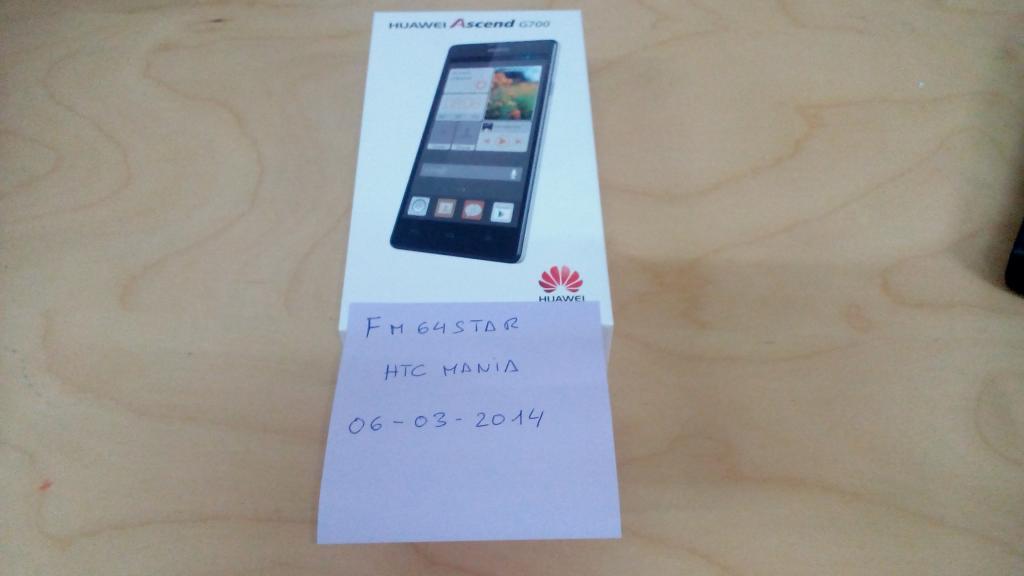 HUAWEI Ascend G700
HUAWEI
FM64STAR
HTC MANIA
06-03-2014